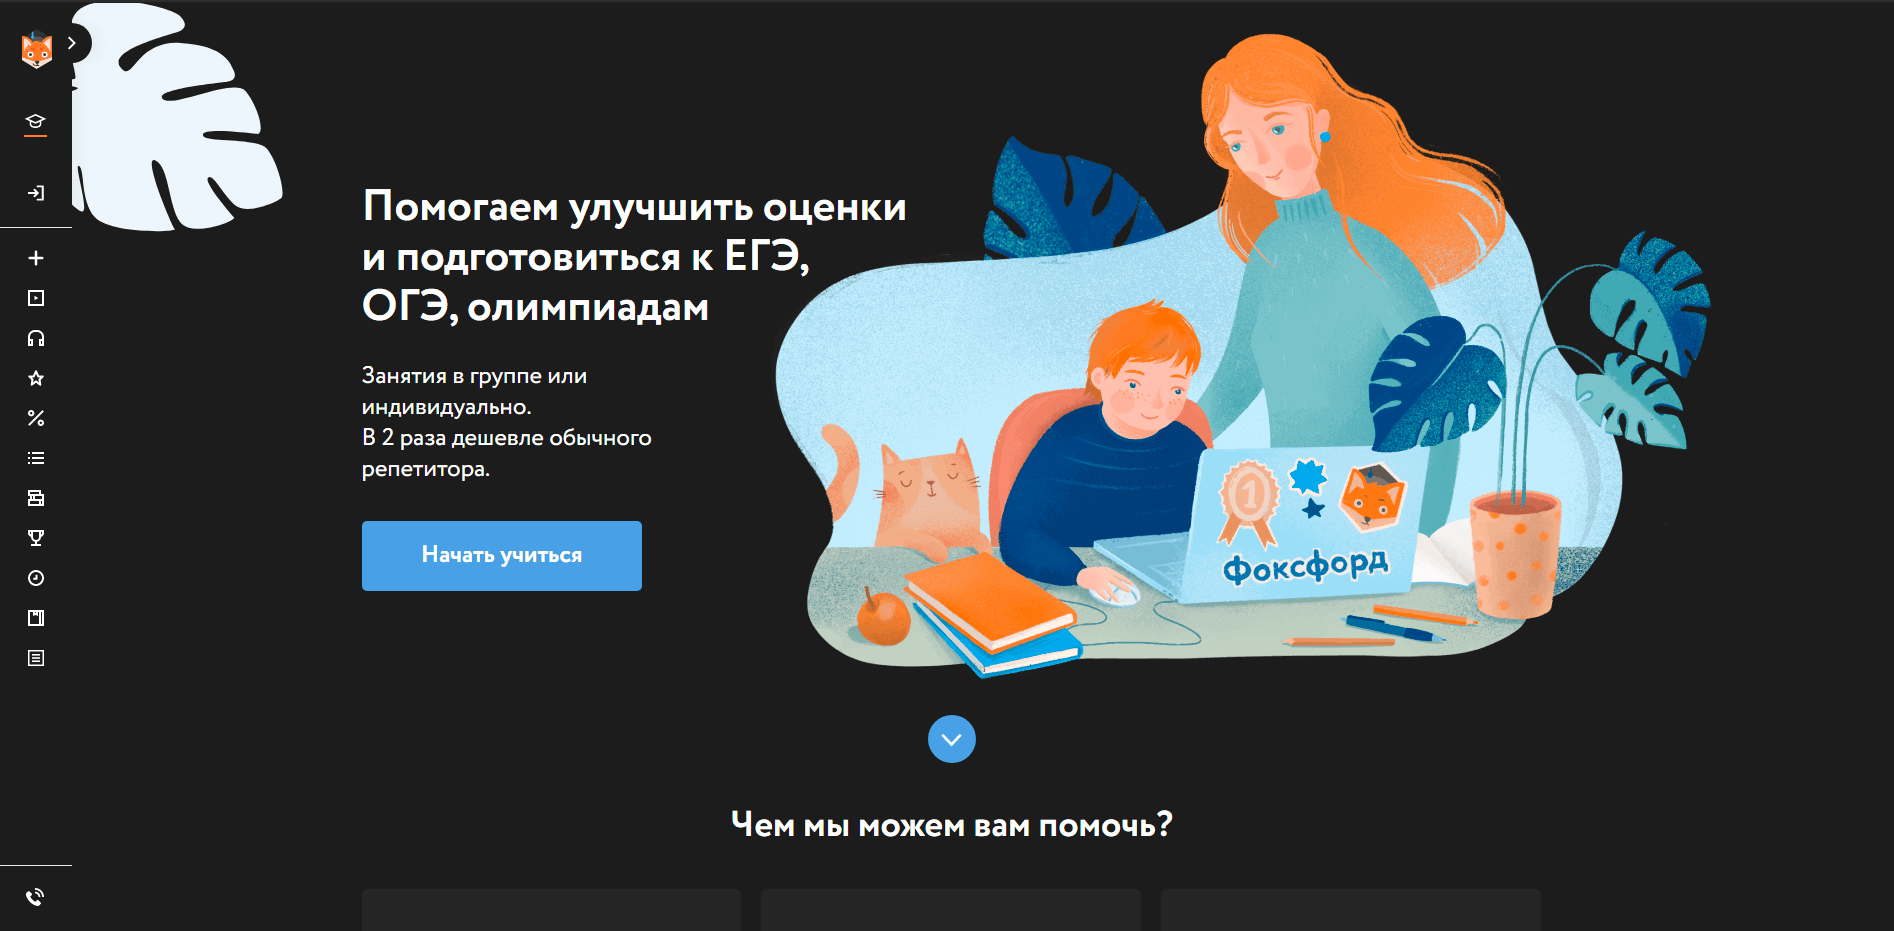 Помогаем улучшить оценки
и подготовиться к ЕГЭ,
ОГЭ, олимпиадам
Занятия в группе или
индивидуально.
В 2 раза дешевле обычного
репетитора.
Начать учиться
1
Фоксфорд
Чем мы можем вам помочь?